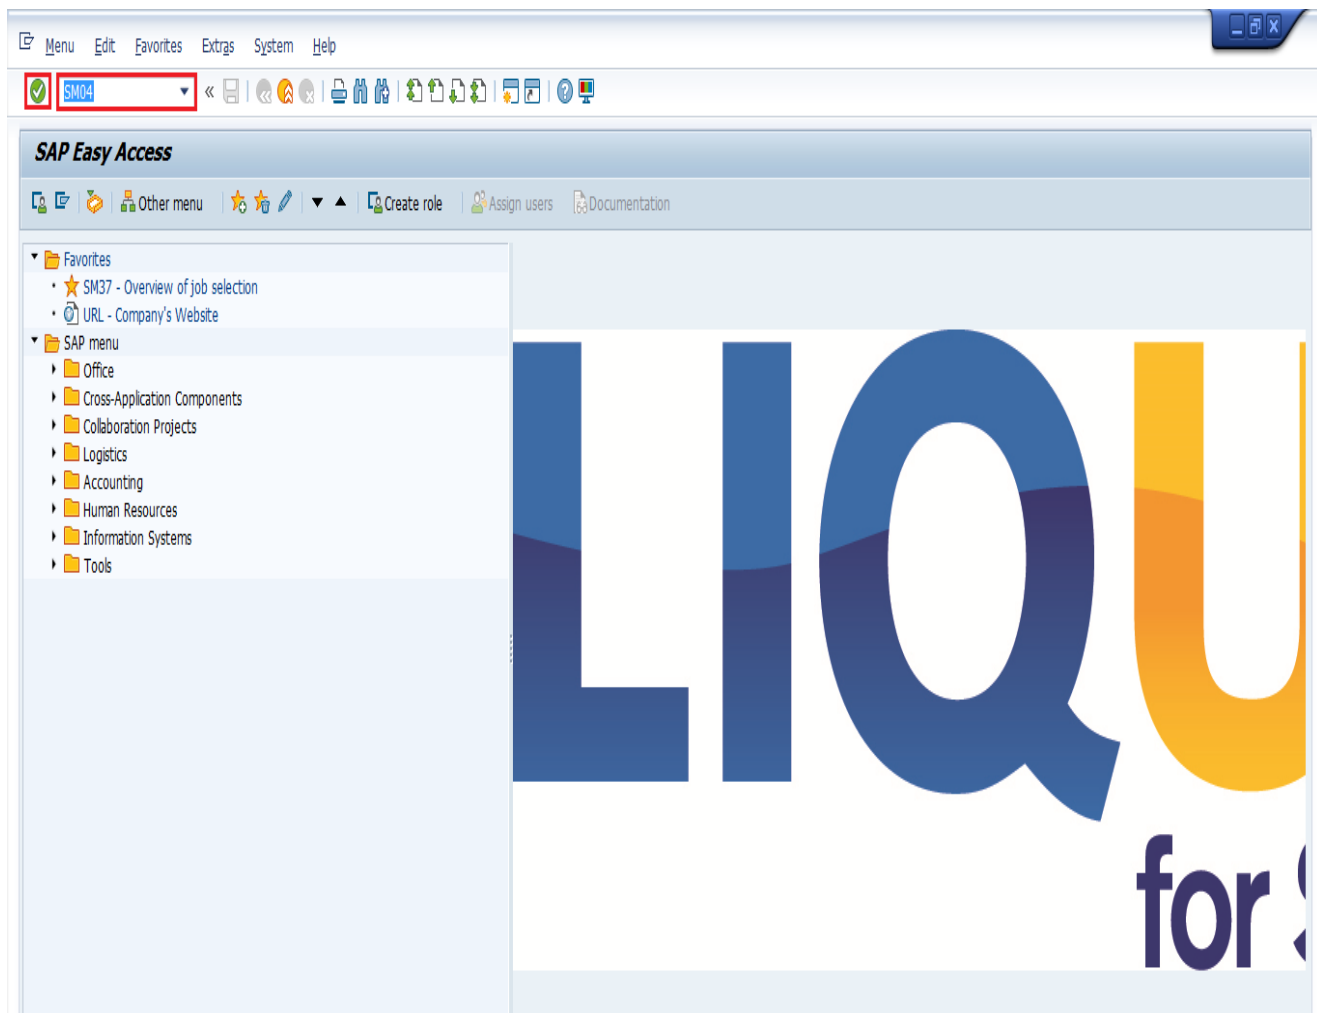 Menu Edit Favorites Extras System Help
SM04
SAP Easy Access
Other menu Create role Assign users Documentation
Favorites
SM37 - Overview of job selection
URL - Company's Website
SAP menu
Office
Cross-Application Components
Collaboration Projects
Logistics
Accounting
Human Resources
Information Systems
Tools
LIQU
for S